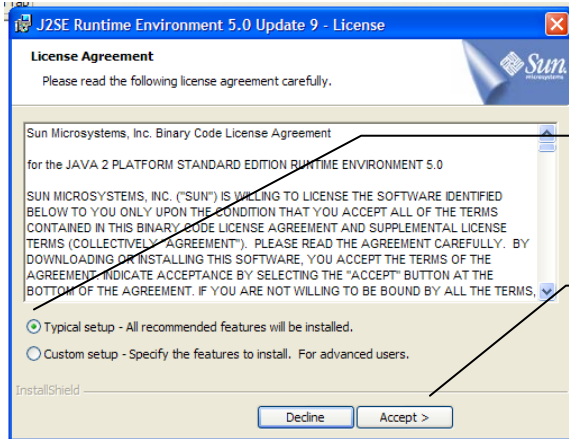 Tab
J2SE Runtime Environment 5.0 Update 9 - License
License Agreement
Please read the following license agreement carefully.
Sun
microsystems
Sun Microsystems, Inc. Binary Code License Agreement
for the JAVA 2 PLATFORM STANDARD EDITION RUNTIME ENVIRONMENT 5.0
SUN MICROSYSTEMS, INC. ("SUN") IS WILLING TO LICENSE THE SOFTWARE IDENTIFIED
BELOW TO YOU ONLY UPON THE CONDITION THAT YOU ACCEPT ALL OF THE TERMS
CONTAINED IN THIS BINARY CODE LICENSE AGREEMENT AND SUPPLEMENTAL LICENSE
TERMS (COLLECTIVELY "AGREEMENT"). PLEASE READ THE AGREEMENT CAREFULLY. BY
DOWNLOADING OR INSTALLING THIS SOFTWARE, YOU ACCEPT THE TERMS OF THE
AGREEMENT. INDICATE ACCEPTANCE BY SELECTING THE "ACCEPT" BUTTON AT THE
BOTTOM OF THE AGREEMENT. IF YOU ARE NOT WILLING TO BE BOUND BY ALL THE TERMS,
Typical setup - All recommended features will be installed.
Custom setup - Specify the features to install. For advanced users.
InstallShield
Decline
Accept >